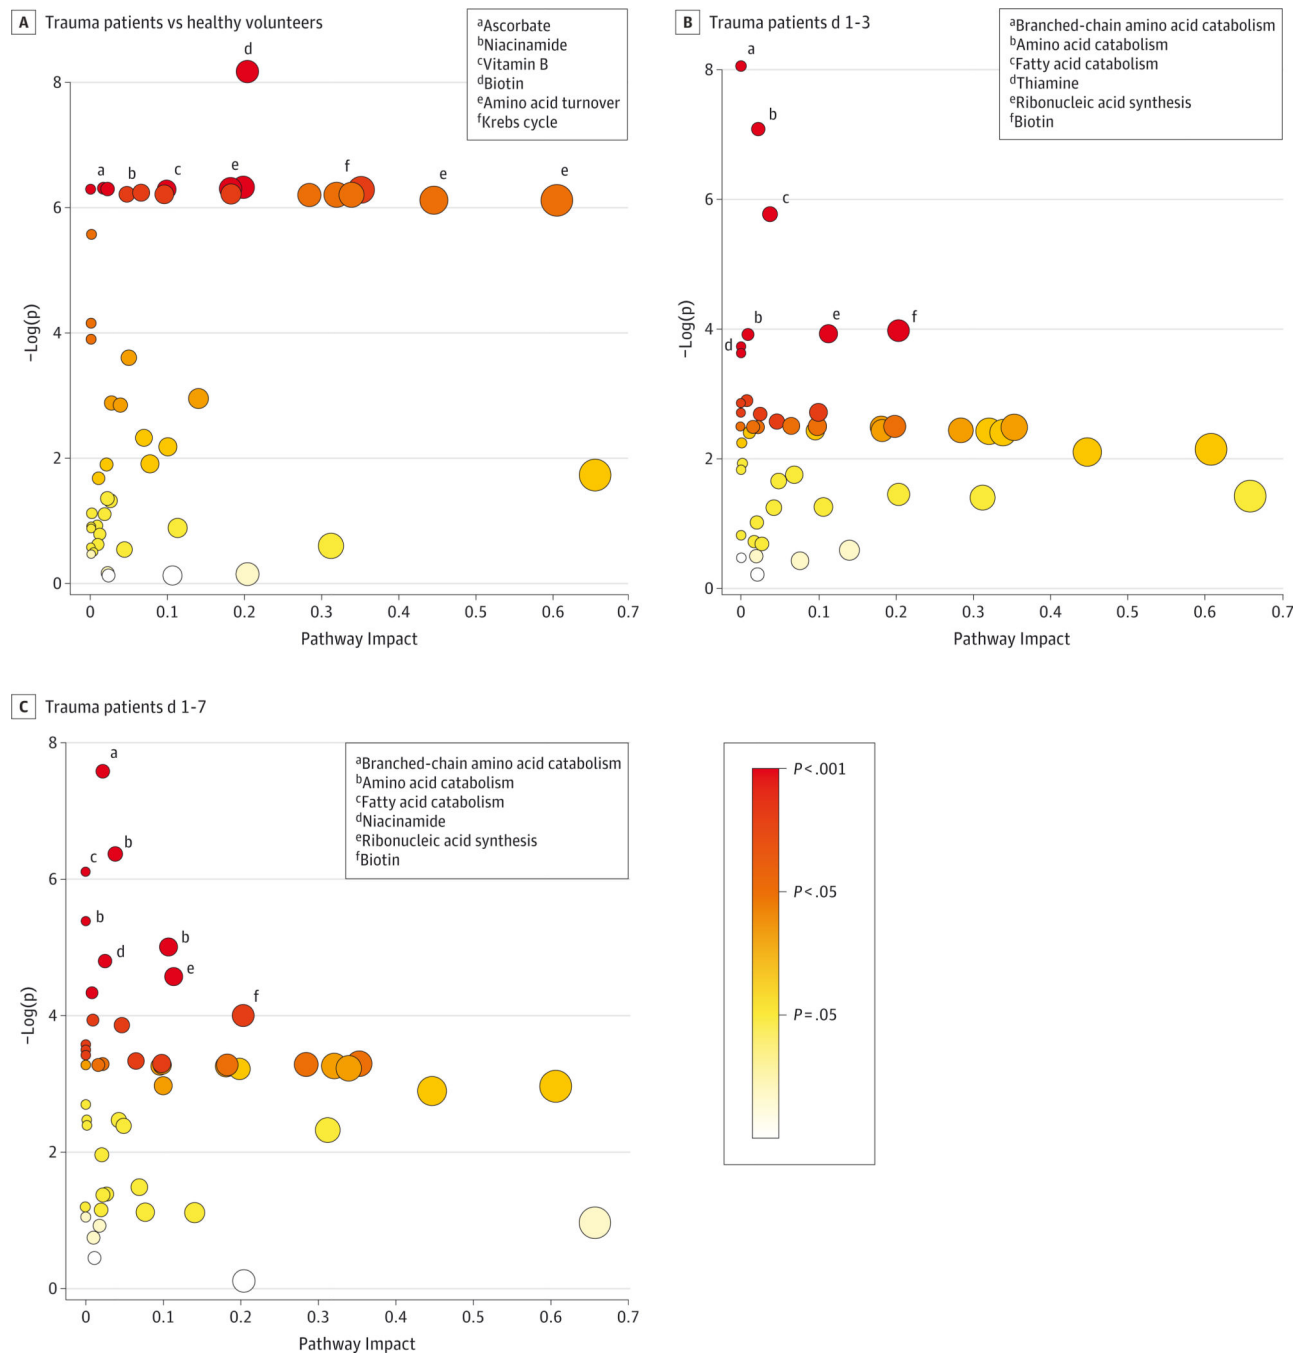 A Trauma patients vs healthy volunteers
aAscorbate
bNiacinamide
cVitamin B
dBiotin
eAmino acid turnover
fKrebs cycle
d
a
b
c
e
f
e
e
8
6
4
2
0
−Log(p)
0 0.1 0.2 0.3 0.4 0.5 0.6 0.7
Pathway Impact
B Trauma patients d 1-3
aBranched-chain amino acid catabolism
bAmino acid catabolism
cFatty acid catabolism
dThiamine
eRibonucleic acid synthesis
fBiotin
a
b
c
b
e
f
d
8
6
4
2
0
−Log(p)
0 0.1 0.2 0.3 0.4 0.5 0.6 0.7
Pathway Impact
C Trauma patients d 1-7
aBranched-chain amino acid catabolism
bAmino acid catabolism
cFatty acid catabolism
dNiacinamide
eRibonucleic acid synthesis
fBiotin
a
b
c
b
b
d
e
f
8
6
4
2
0
−Log(p)
0 0.1 0.2 0.3 0.4 0.5 0.6 0.7
Pathway Impact
P<.001
P<.05
P=.05